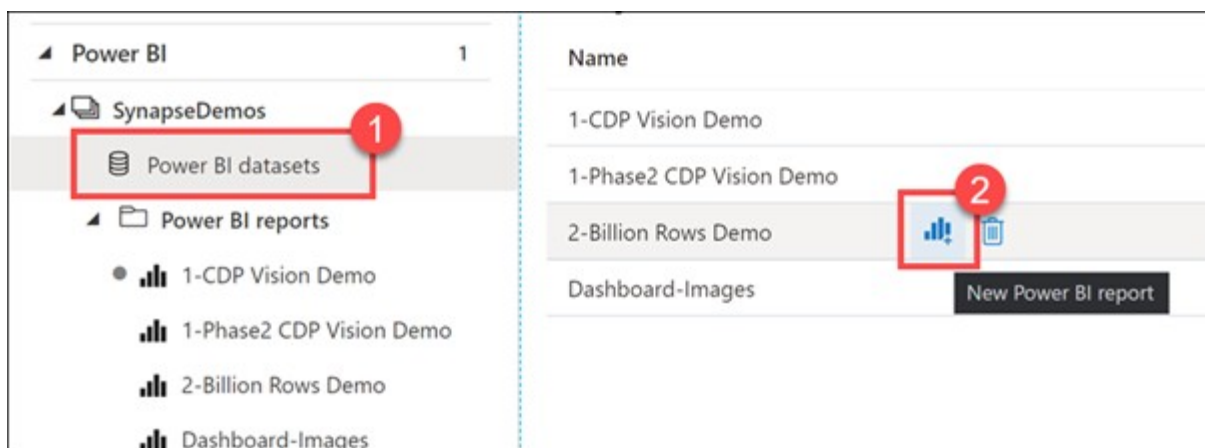 Power BI 1
SynapseDemos
1
Power BI datasets
Power BI reports
1-CDP Vision Demo
1-Phase2 CDP Vision Demo
2-Billion Rows Demo
Dashboard-Images
Name
1-CDP Vision Demo
1-Phase2 CDP Vision Demo
2
2-Billion Rows Demo
Dashboard-Images
New Power BI report